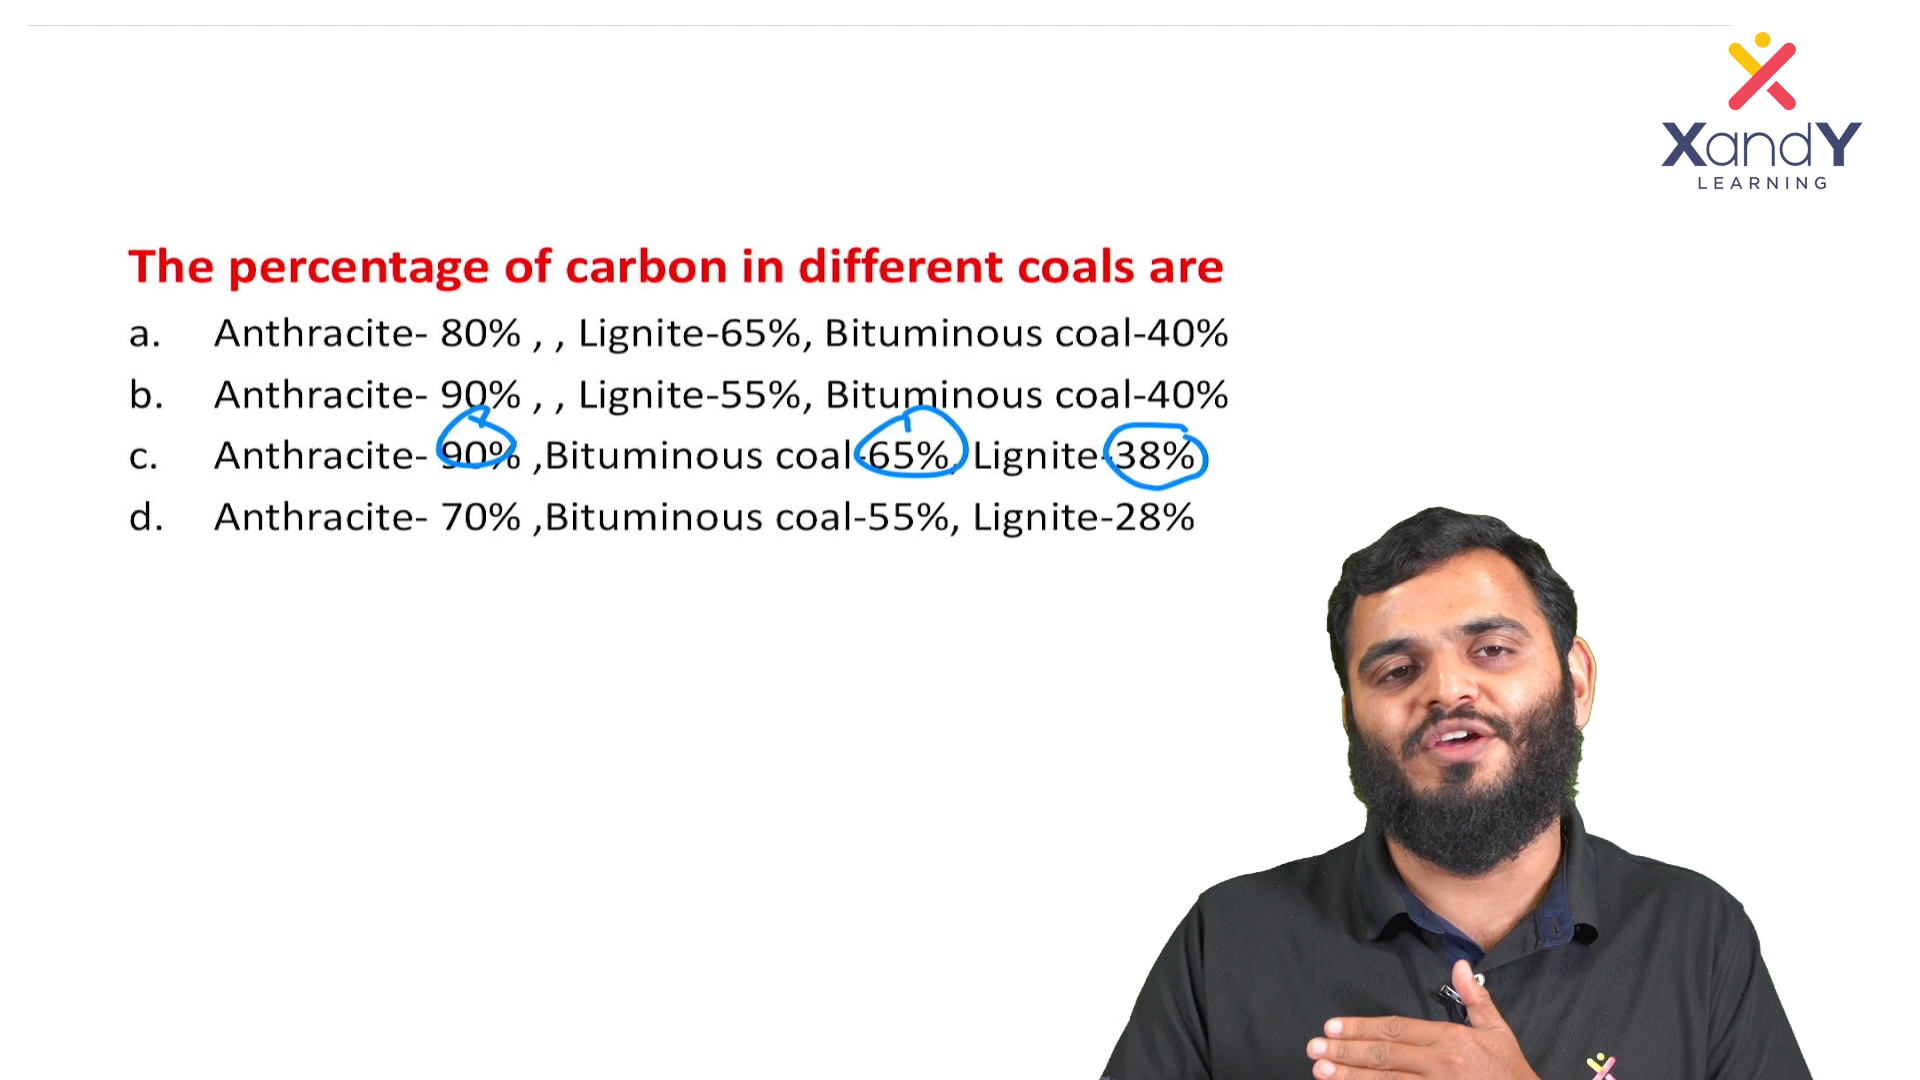 XandY
LEARNING
The percentage of carbon in different coals are
a. Anthracite- 80% , , Lignite-65%, Bituminous coal-40%
b. Anthracite- 90% , , Lignite-55%, Bituminous coal-40%
c. Anthracite- 90% ,Bituminous coal-65%, Lignite-38%
d. Anthracite- 70% ,Bituminous coal-55%, Lignite-28%